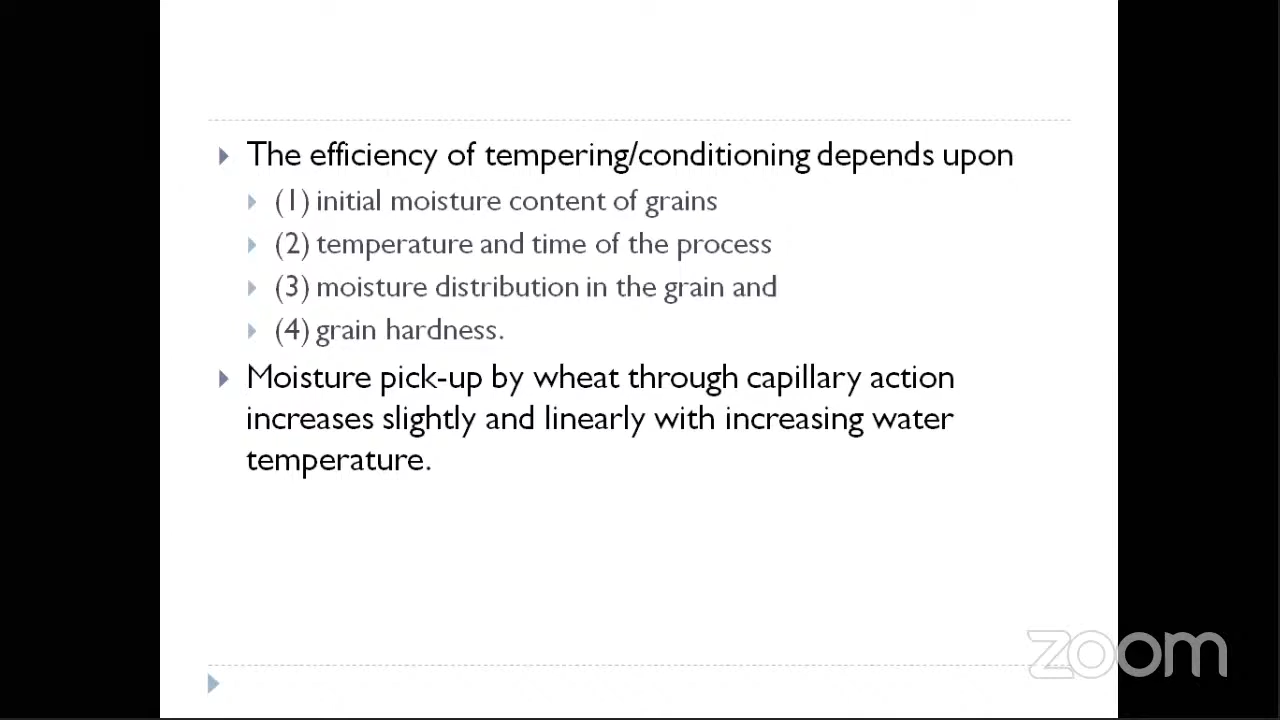 The efficiency of tempering/conditioning depends upon
(1) initial moisture content of grains
(2) temperature and time of the process
(3) moisture distribution in the grain and
(4) grain hardness.
Moisture pick-up by wheat through capillary action
increases slightly and linearly with increasing water
temperature.
zoom